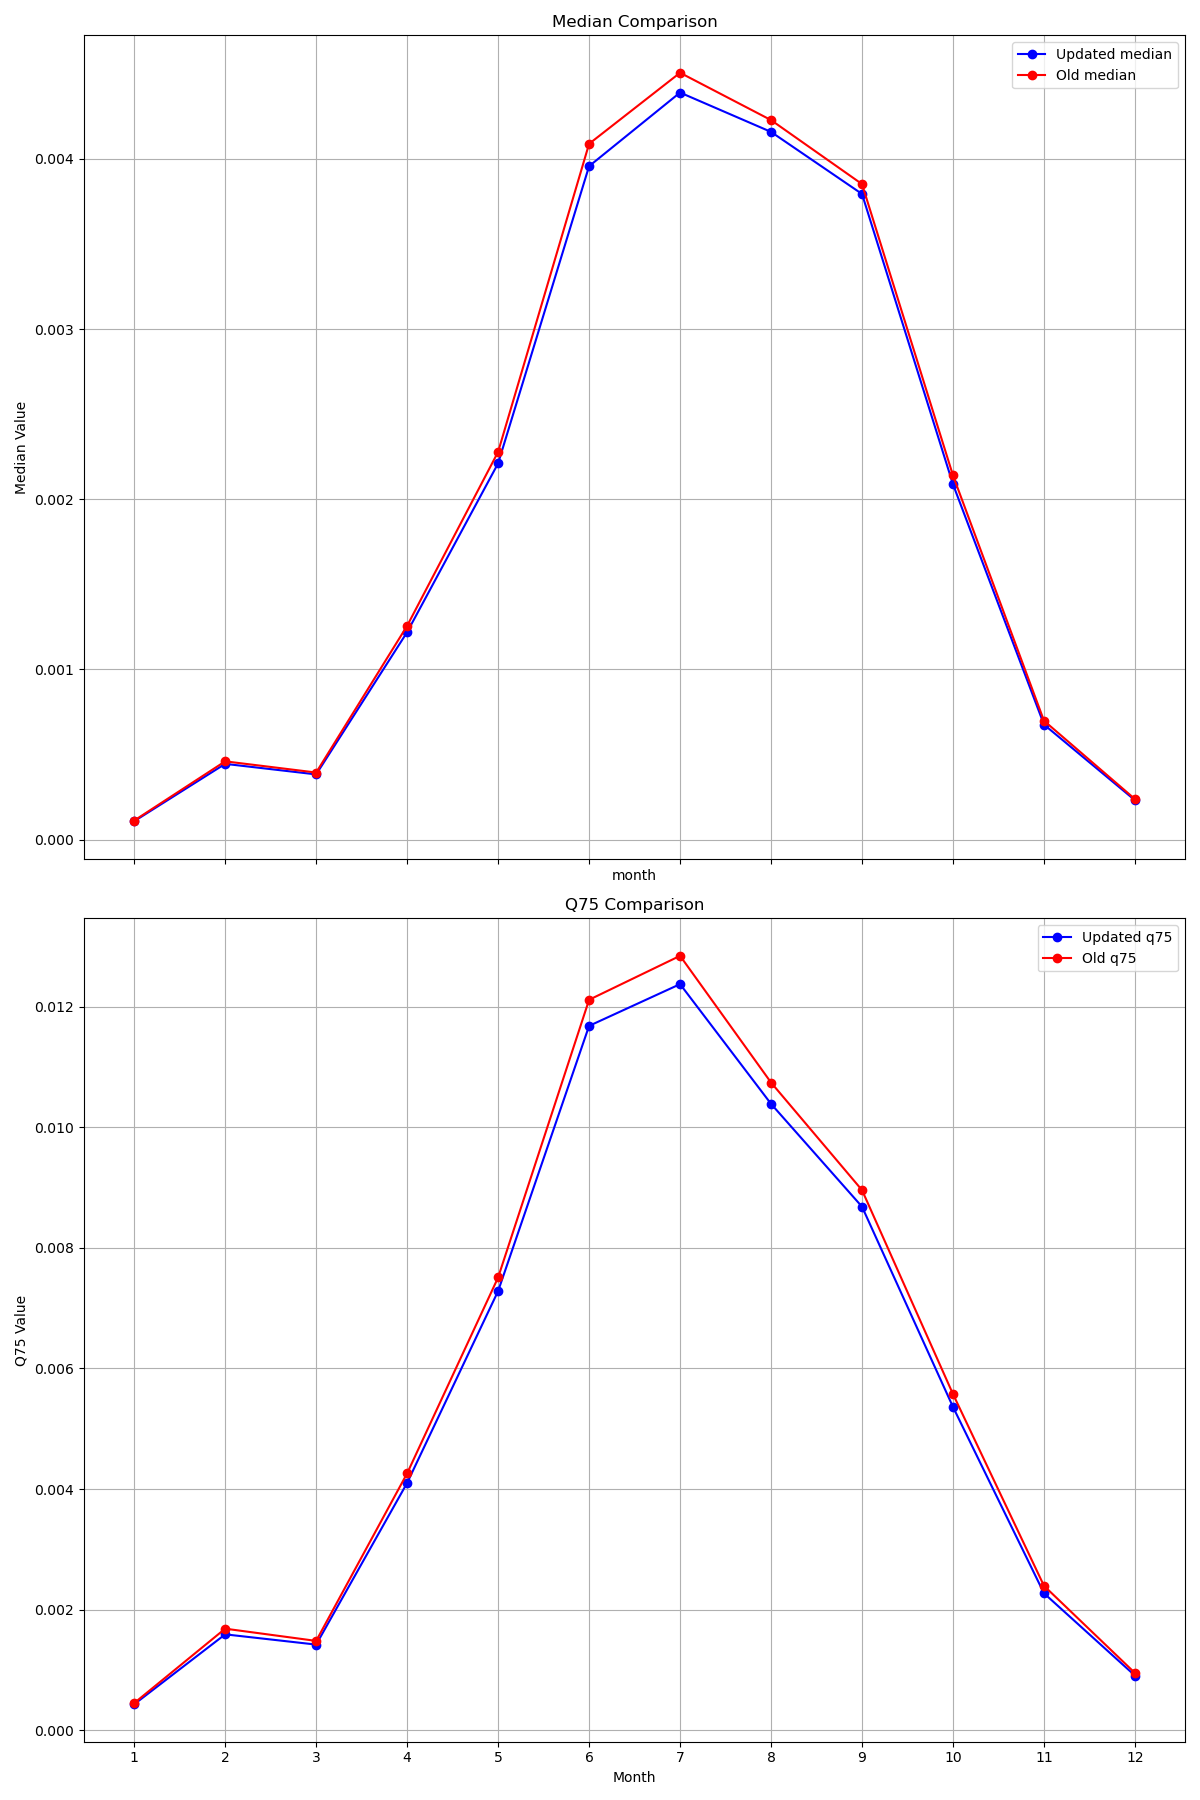 Median Comparison
Updated median
Old median
0.004
0.003
0.002
0.001
0.000
Median Value
month
Q75 Comparison
Updated q75
Old q75
0.012
0.010
0.008
0.006
0.004
0.002
0.000
Q75 Value
1 2 3 4 5 6 7 8 9 10 11 12
Month